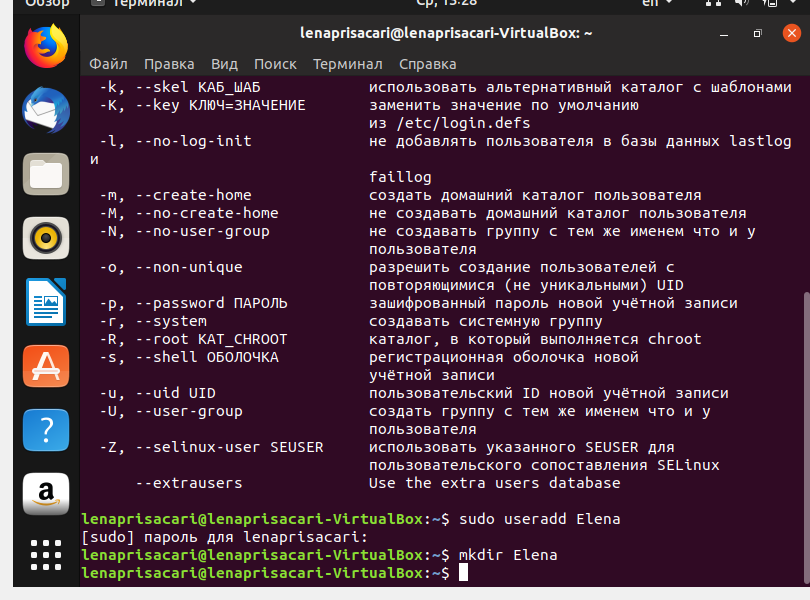 Обзор Терминал Ср, 13:28 en
lenaprisacari@lenaprisacari-VirtualBox: ~
Файл Правка Вид Поиск Терминал Справка
-k, --skel КАБ_ШАБ использовать альтернативный каталог с шаблонами
-K, --key КЛЮЧ=ЗНАЧЕНИЕ заменить значение по умолчанию
из /etc/login.defs
-l, --no-log-init не добавлять пользователя в базы данных lastlog
и
faillog
-m, --create-home создать домашний каталог пользователя
-M, --no-create-home не создавать домашний каталог пользователя
-N, --no-user-group не создавать группу с тем же именем что и у
пользователя
-o, --non-unique разрешить создание пользователей с
повторяющимися (не уникальными) UID
-p, --password ПАРОЛЬ зашифрованный пароль новой учётной записи
-r, --system создавать системную группу
-R, --root КАТ_CHROOT каталог, в который выполняется chroot
-s, --shell ОБОЛОЧКА регистрационная оболочка новой
учётной записи
-u, --uid UID пользовательский ID новой учётной записи
-U, --user-group создать группу с тем же именем что и у
пользователя
-Z, --selinux-user SEUSER использовать указанного SEUSER для
пользовательского сопоставления SELinux
--extrausers Use the extra users database
lenaprisacari@lenaprisacari-VirtualBox:~$ sudo useradd Elena
[sudo] пароль для lenaprisacari:
lenaprisacari@lenaprisacari-VirtualBox:~$ mkdir Elena
lenaprisacari@lenaprisacari-VirtualBox:~$